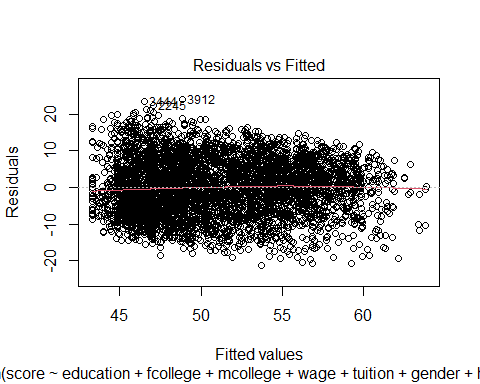 Residuals vs Fitted
3912
2245
Residuals
20
10
0
-10
-20
45
50
55
60
Fitted values
(score ~ education + fcollege + mcollege + wage + tuition + gender +